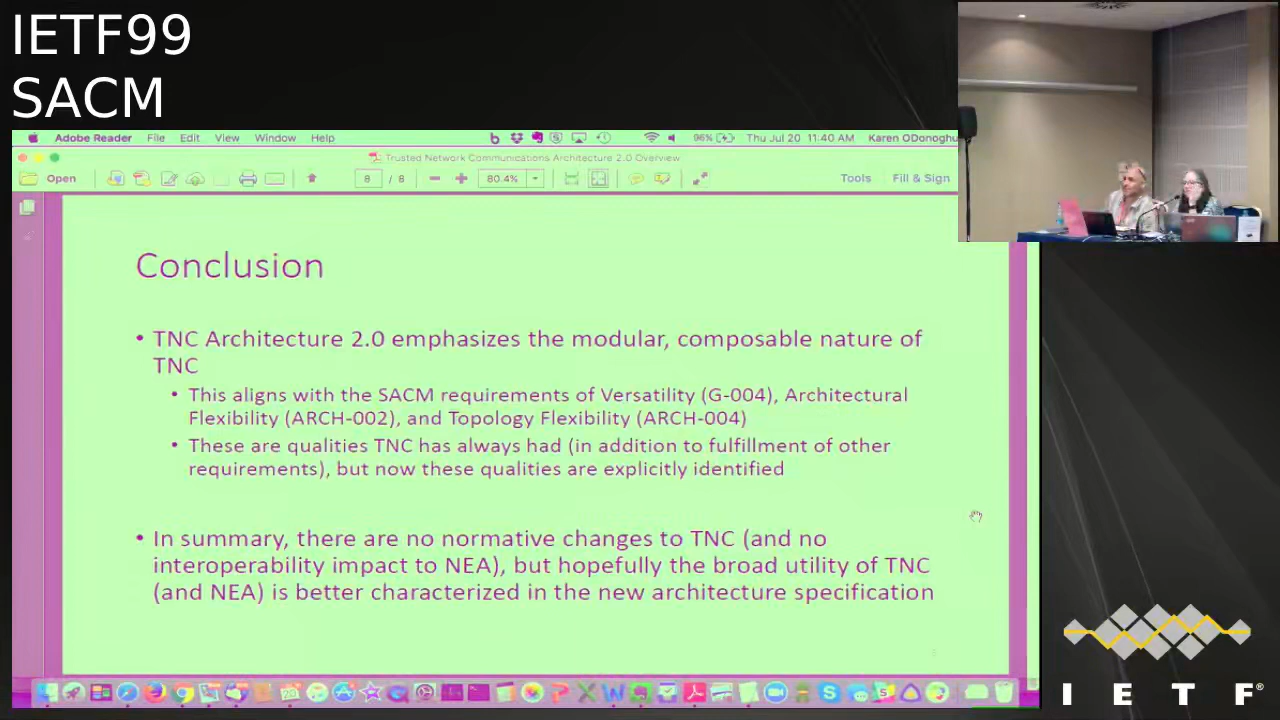 IETF99
SACM
Adobe Reader File Edit View Window Help 96% Thu Jul 20 11:40 AM Karen ODonoghu
Trusted Network Communications Architecture 2.0 Overview
Open 8 / 8 80.4% Tools Fill & Sign
Conclusion
• TNC Architecture 2.0 emphasizes the modular, composable nature of
TNC
• This aligns with the SACM requirements of Versatility (G-004), Architectural
Flexibility (ARCH-002), and Topology Flexibility (ARCH-004)
• These are qualities TNC has always had (in addition to fulfillment of other
requirements), but now these qualities are explicitly identified
• In summary, there are no normative changes to TNC (and no
interoperability impact to NEA), but hopefully the broad utility of TNC
(and NEA) is better characterized in the new architecture specification
I E T F®